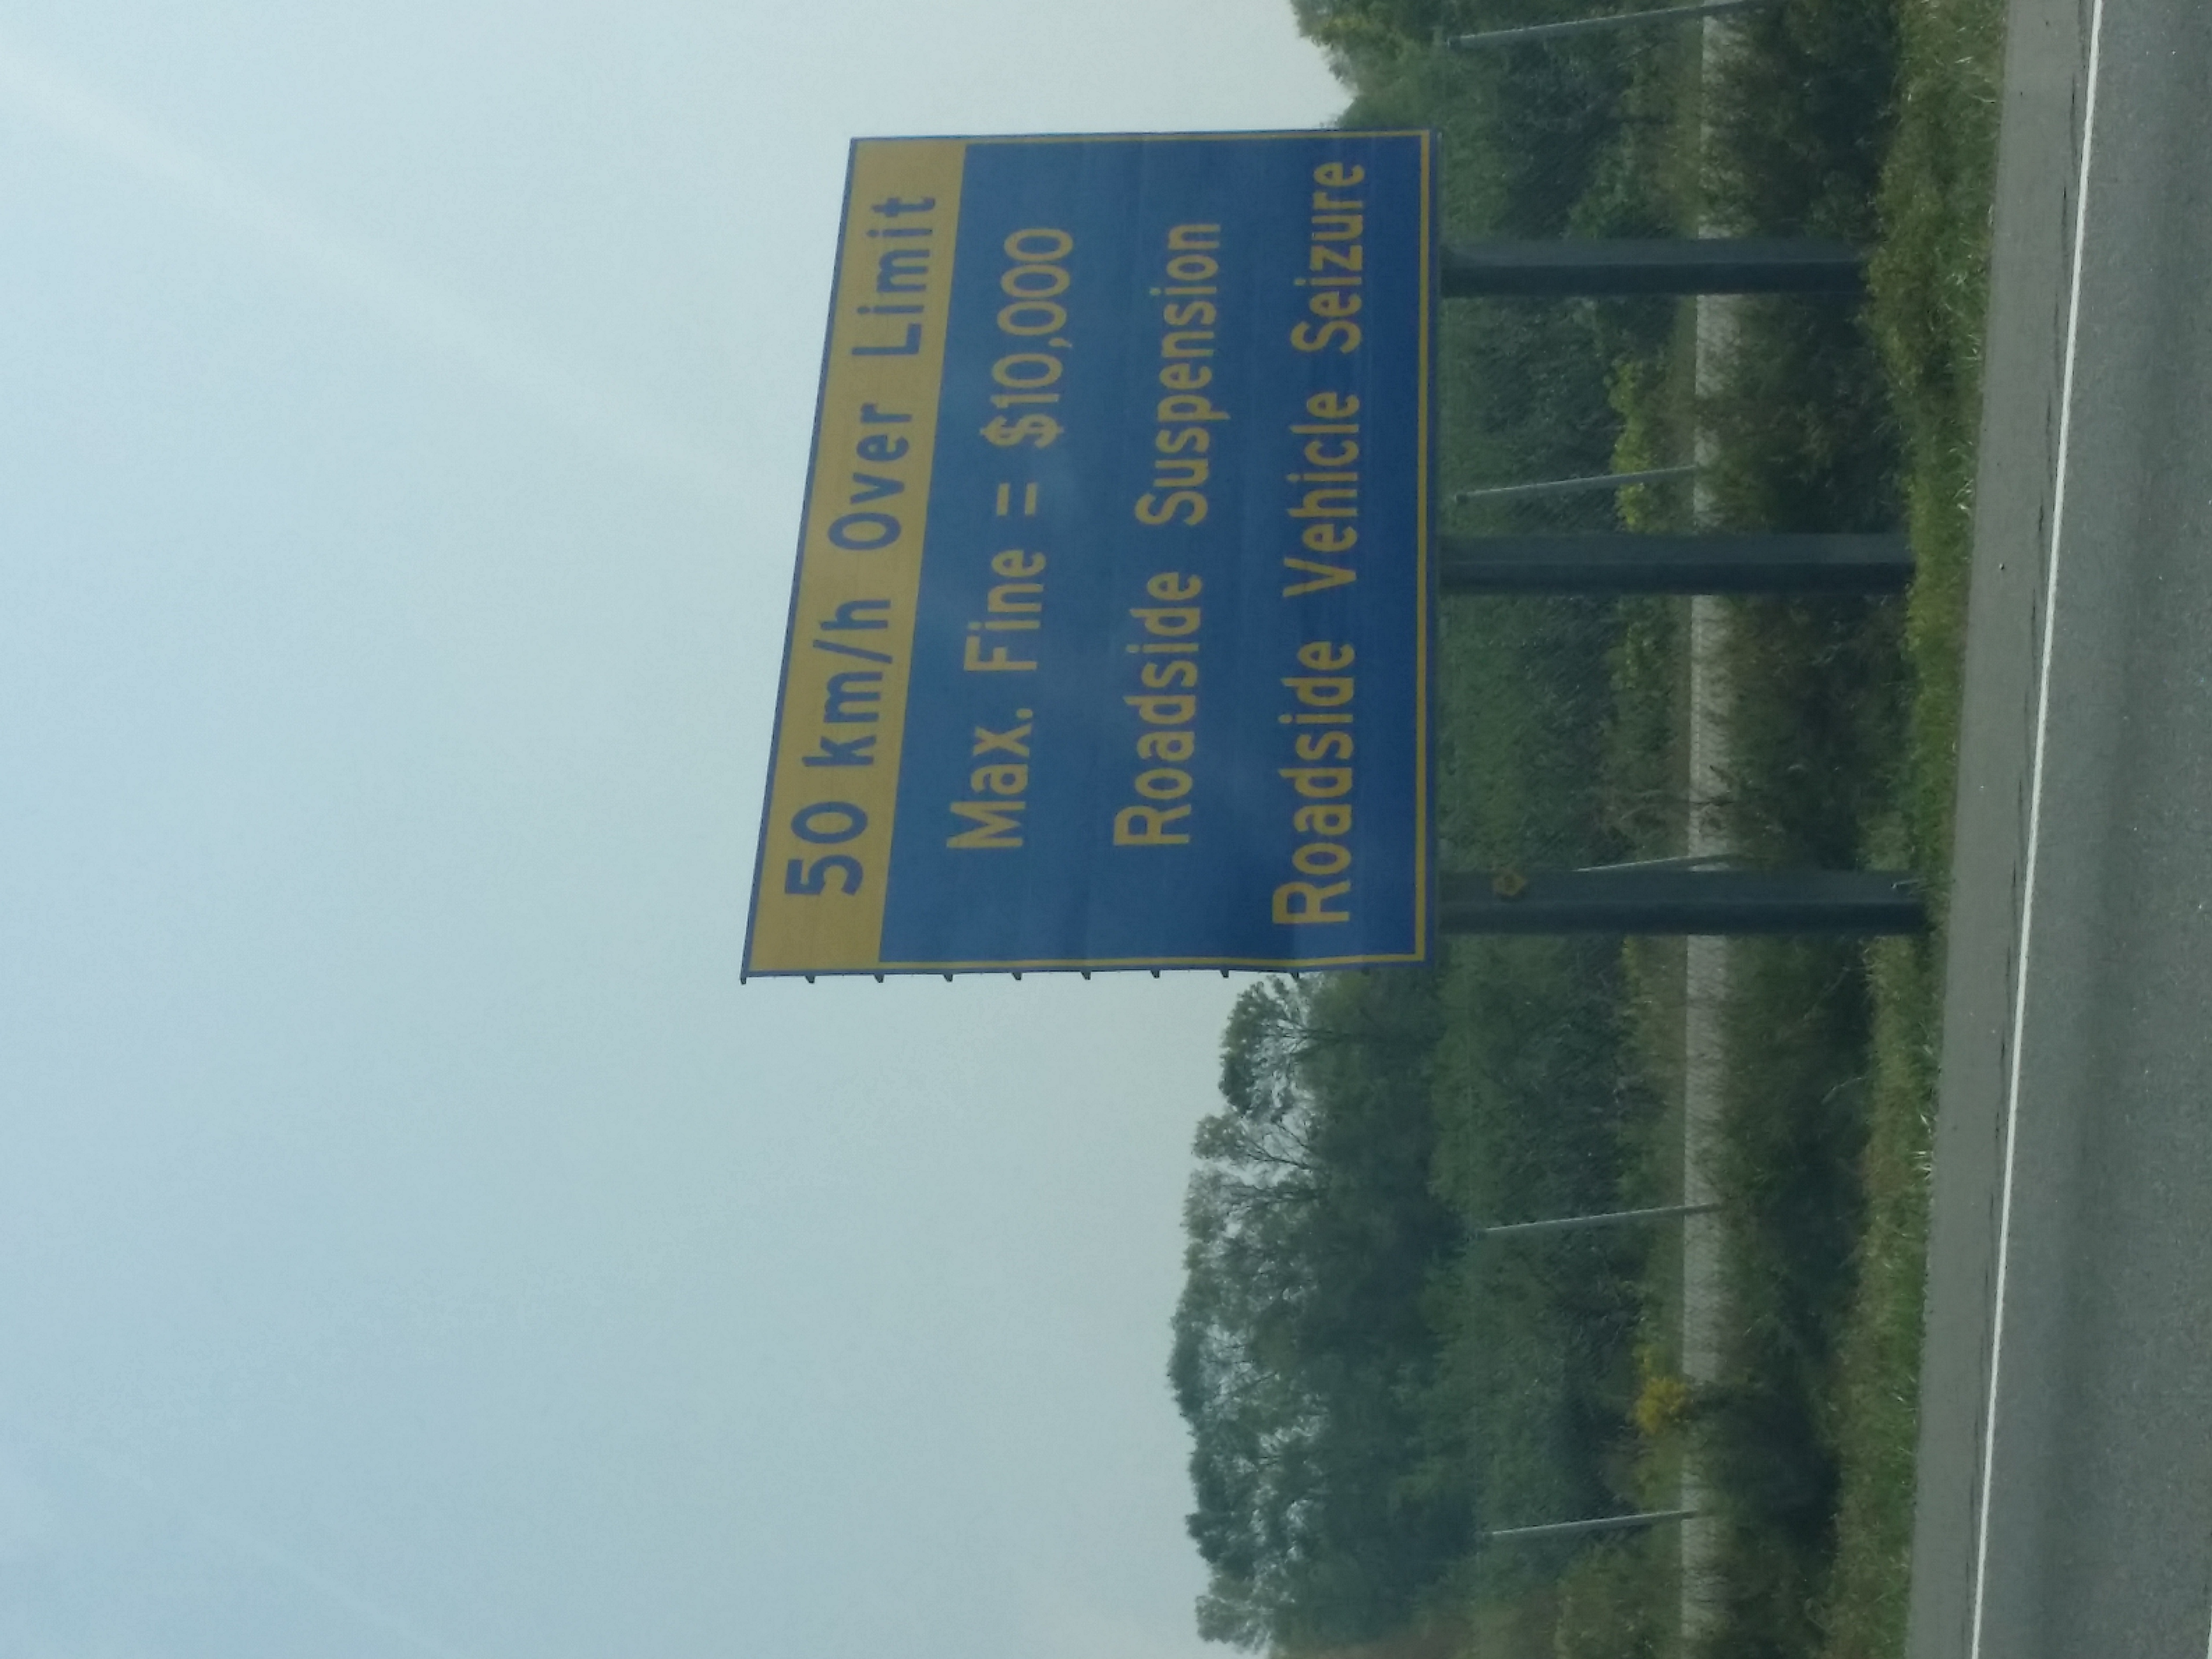 50 km/h Over Limit
Max. Fine = $10,000
Roadside Suspension
Roadside Vehicle Seizure